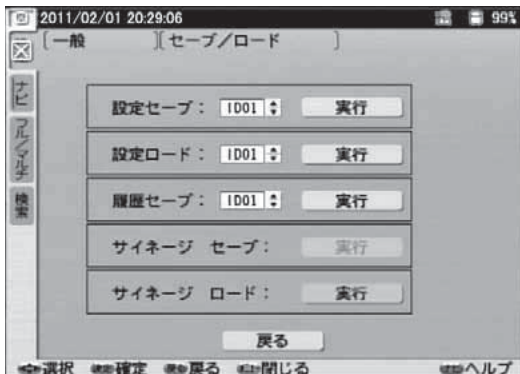 2011/02/01 20:29:06 99%
[一般 ][セーブ/ロード ]
ナビ
フル/マルチ
検索
設定セーブ： ID01 実行
設定ロード： ID01 実行
履歴セーブ： ID01 実行
サイネージ セーブ： 実行
サイネージ ロード： 実行
戻る
選択 確定 戻る 閉じる ヘルプ